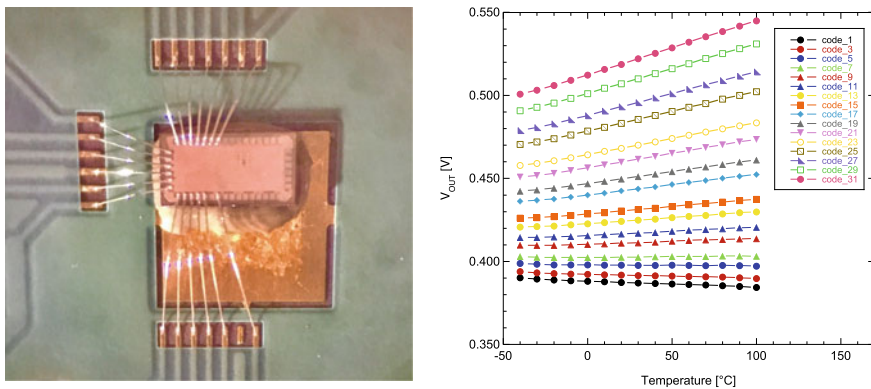 0.550
0.500
0.450
0.400
0.350
V_OUT [V]
-50
0
50
100
150
Temperature [°C]
code_1
code_3
code_5
code_7
code_9
code_11
code_13
code_15
code_17
code_19
code_21
code_23
code_25
code_27
code_29
code_31